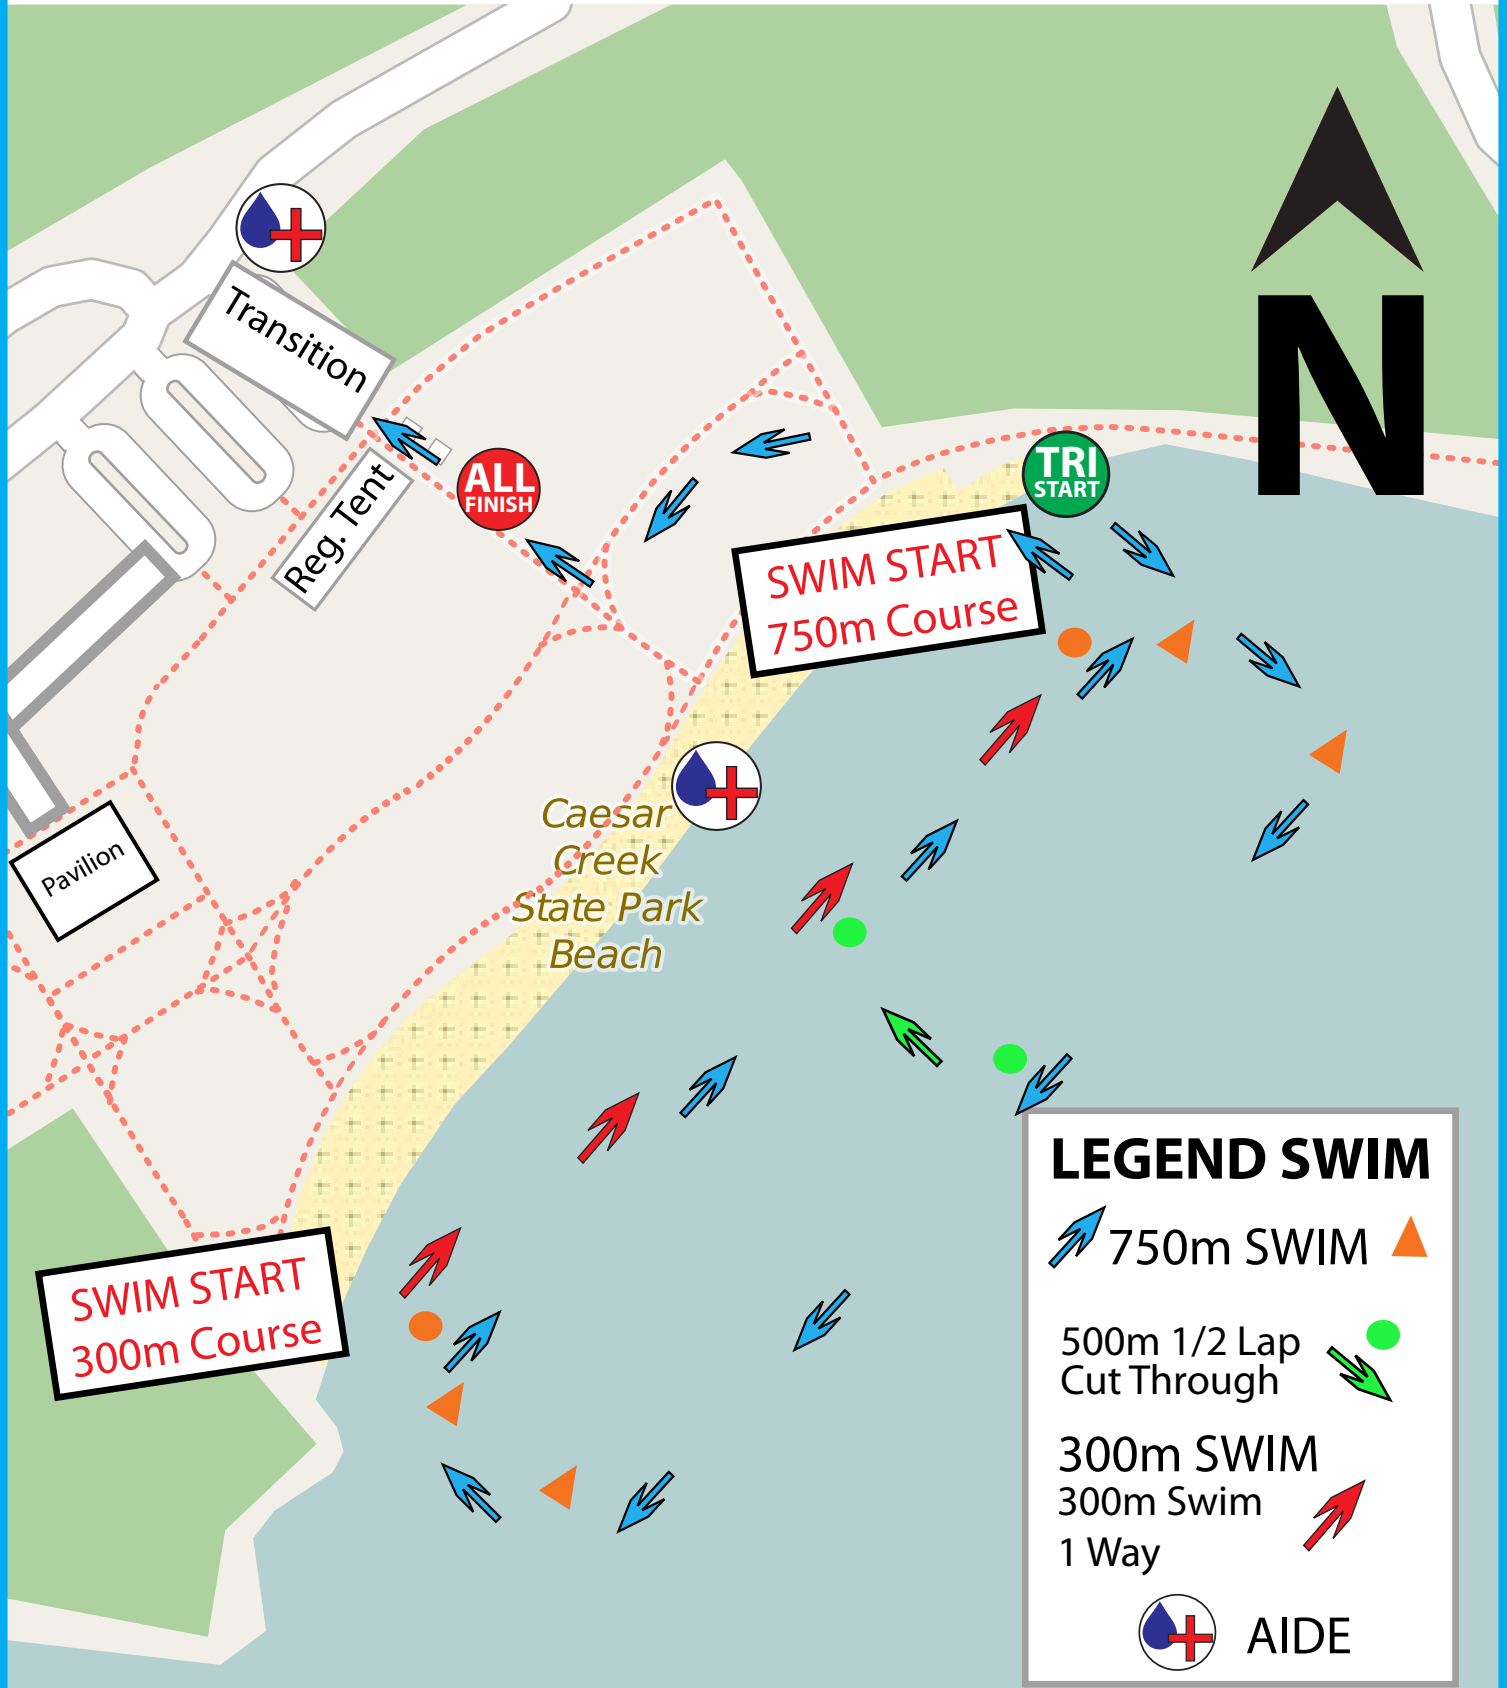 N
Transition
Reg. Tent
ALL
FINISH
TRI
START
SWIM START
750m Course
Caesar
Creek
State Park
Beach
Pavilion
SWIM START
300m Course
LEGEND SWIM
750m SWIM
500m 1/2 Lap
Cut Through
300m SWIM
300m Swim
1 Way
AIDE